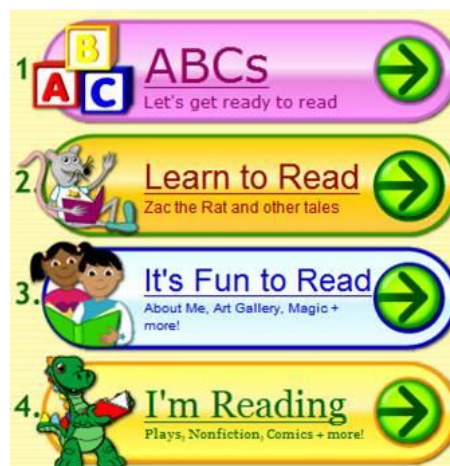 1
B
A C
ABCs
Let's get ready to read
2.
Learn to Read
Zac the Rat and other tales
3.
It's Fun to Read
About Me, Art Gallery, Magic +
more!
4.
I'm Reading
Plays, Nonfiction, Comics + more!